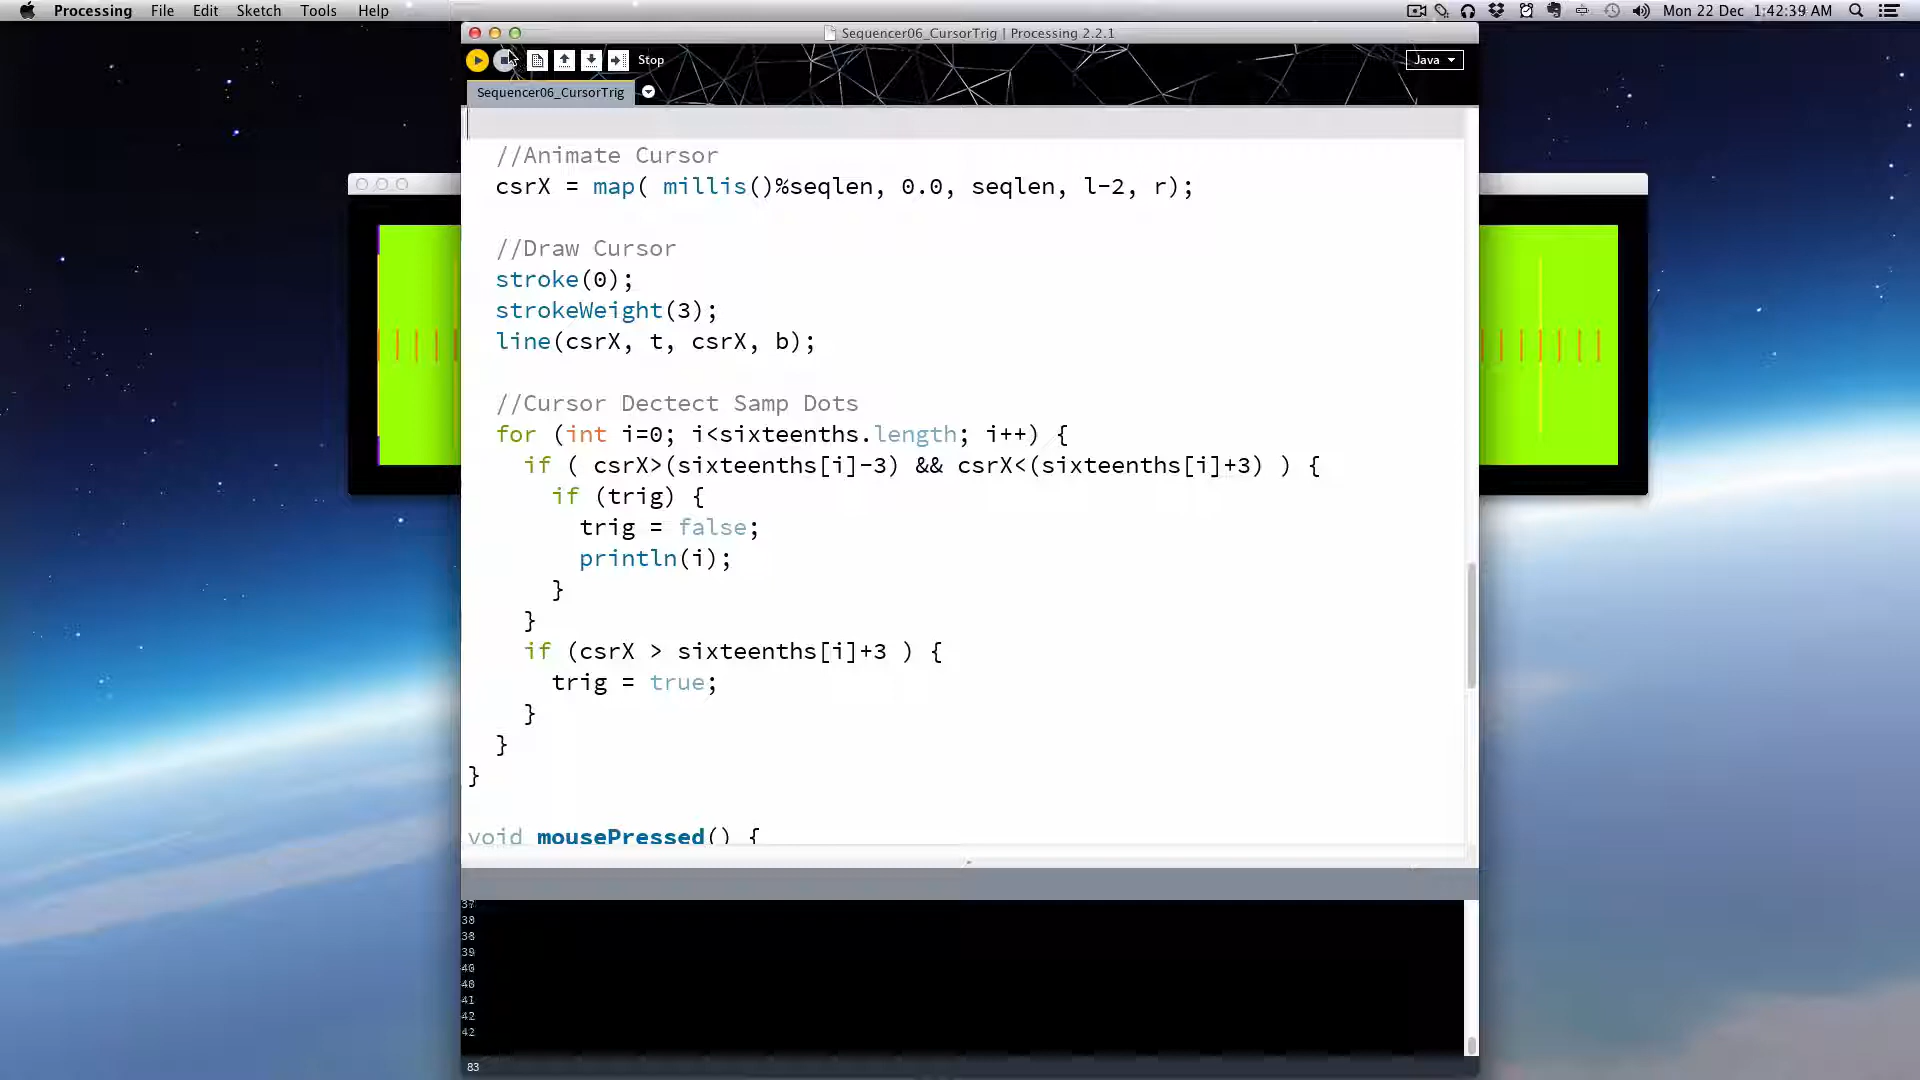 Processing File Edit Sketch Tools Help Mon 22 Dec 1:42:39 AM
Sequencer06_CursorTrig | Processing 2.2.1
Stop Java
Sequencer06_CursorTrig
//Animate Cursor
csrX = map( millis()%seqlen, 0.0, seqlen, l-2, r);
//Draw Cursor
stroke(0);
strokeWeight(3);
line(csrX, t, csrX, b);
//Cursor Dectect Samp Dots
for (int i=0; i<sixteenths.length; i++) {
if ( csrX>(sixteenths[i]-3) && csrX<(sixteenths[i]+3) ) {
if (trig) {
trig = false;
println(i);
}
}
if (csrX > sixteenths[i]+3 ) {
trig = true;
}
}
}
void mousePressed() {
37
38
38
39
40
40
41
42
42
83